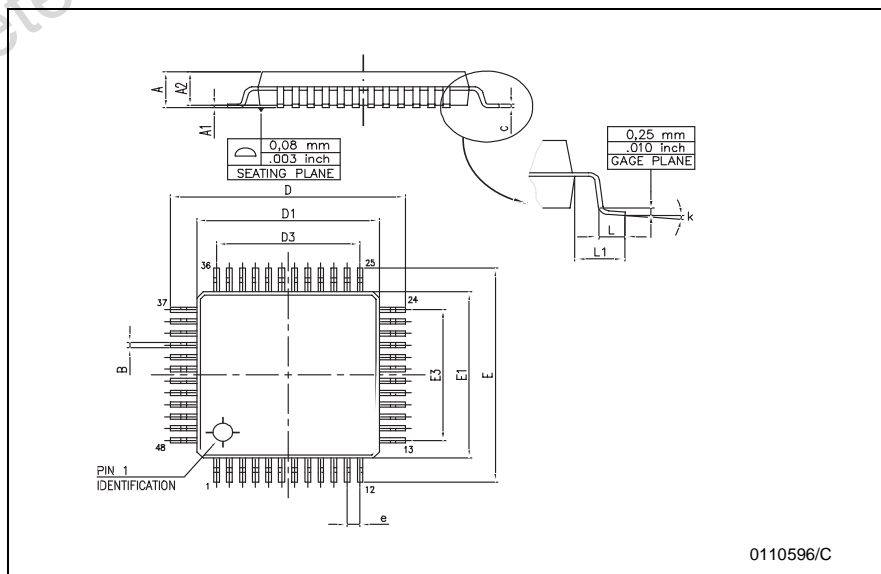 ete
A
A2
A1
c
0,08 mm
.003 inch
SEATING PLANE
0,25 mm
.010 inch
GAGE PLANE
k
L
L1
D
D1
D3
36
25
37
24
B
E3
E1
E
48
13
PIN 1
IDENTIFICATION
1
12
e
0110596/C